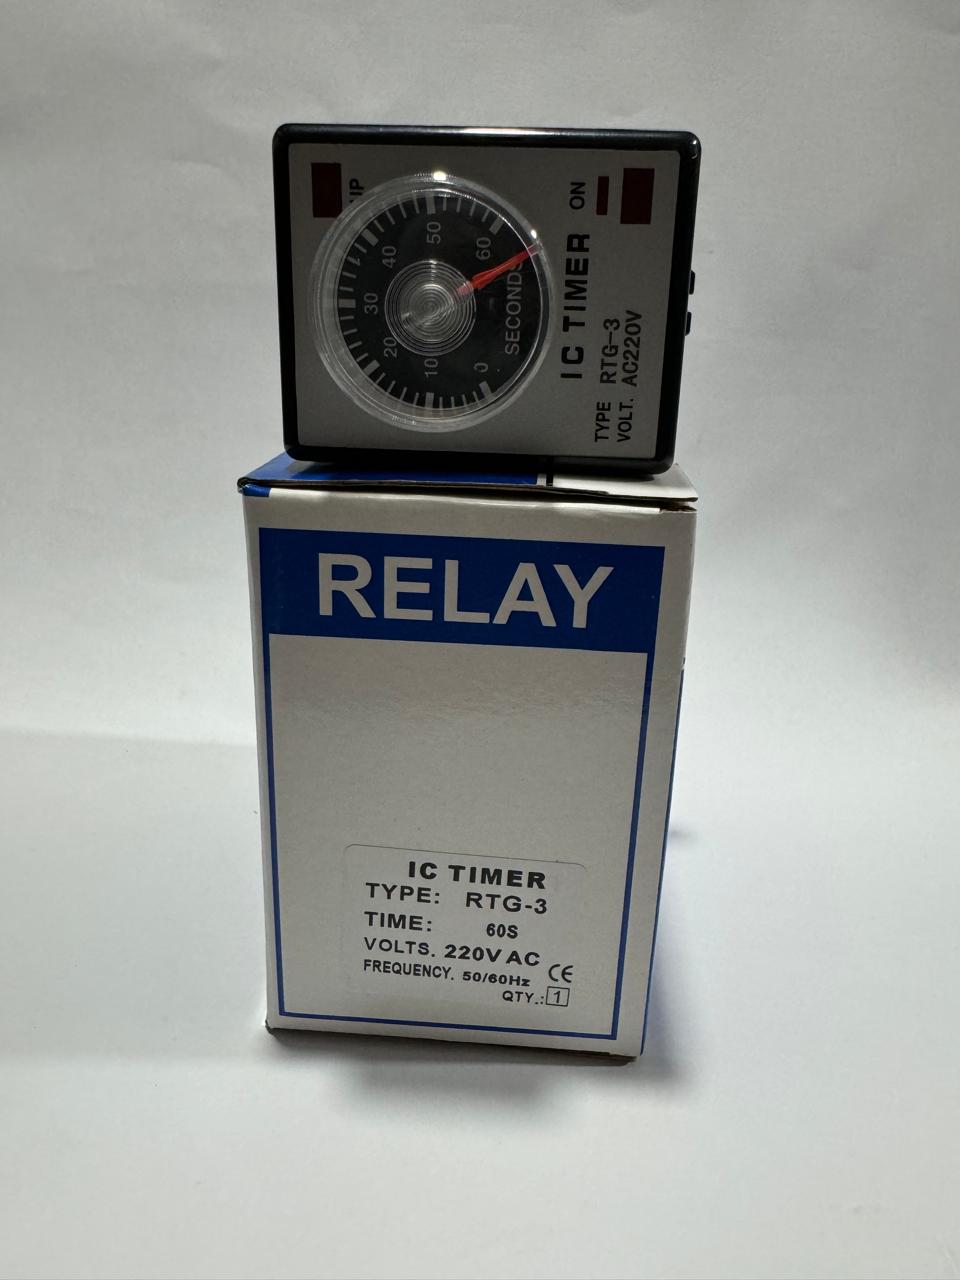 UP
ON
0
10
20
30
40
50
60
SECONDS
IC TIMER
TYPE RTG-3
VOLT. AC220V
RELAY
IC TIMER
TYPE: RTG-3
TIME: 60S
VOLTS. 220V AC
FREQUENCY. 50/60Hz CE
QTY.: 1